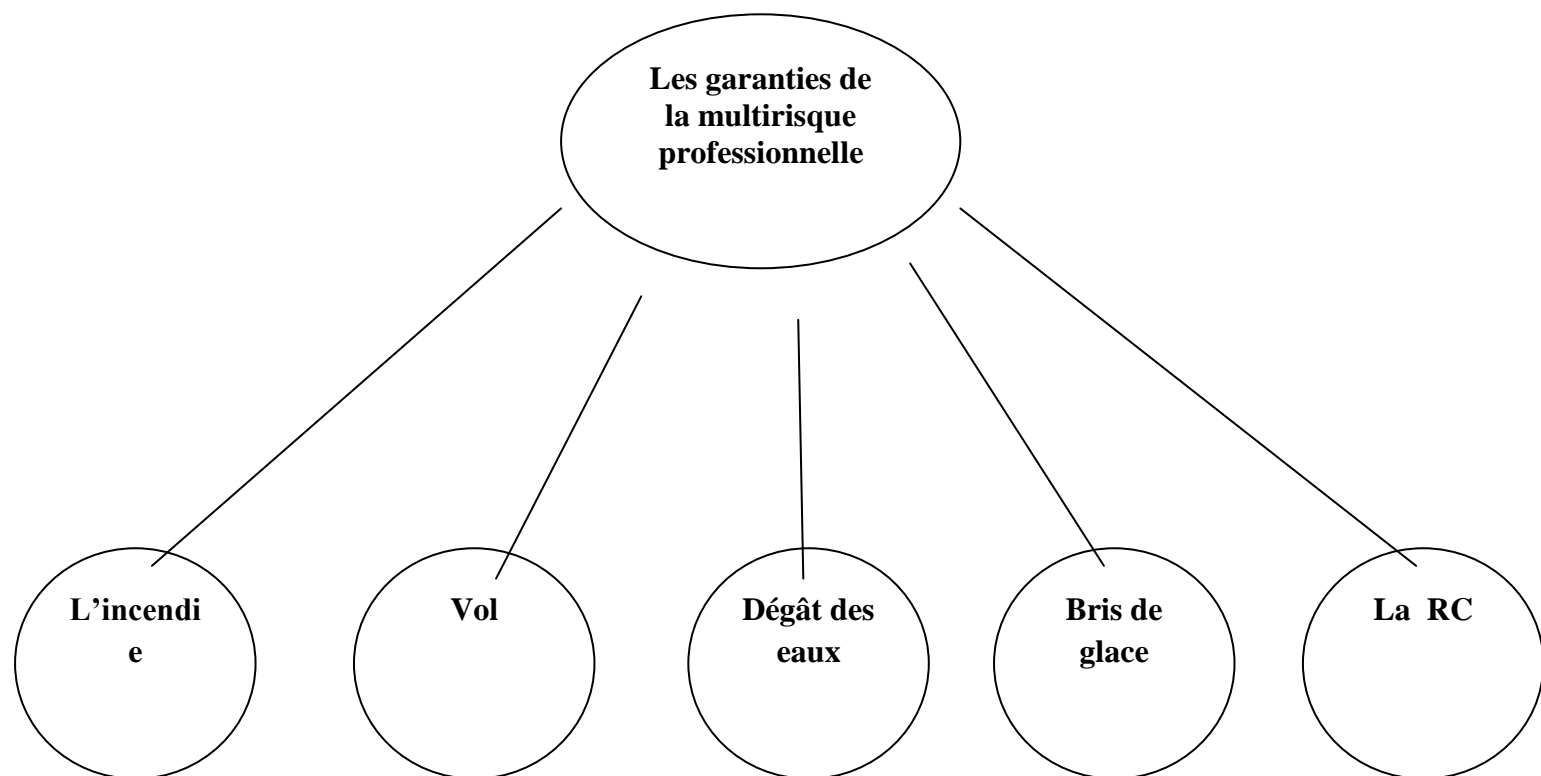 Les garanties de
la multirisque
professionnelle
L'incendi
e
Vol
Dégât des
eaux
Bris de
glace
La  RC